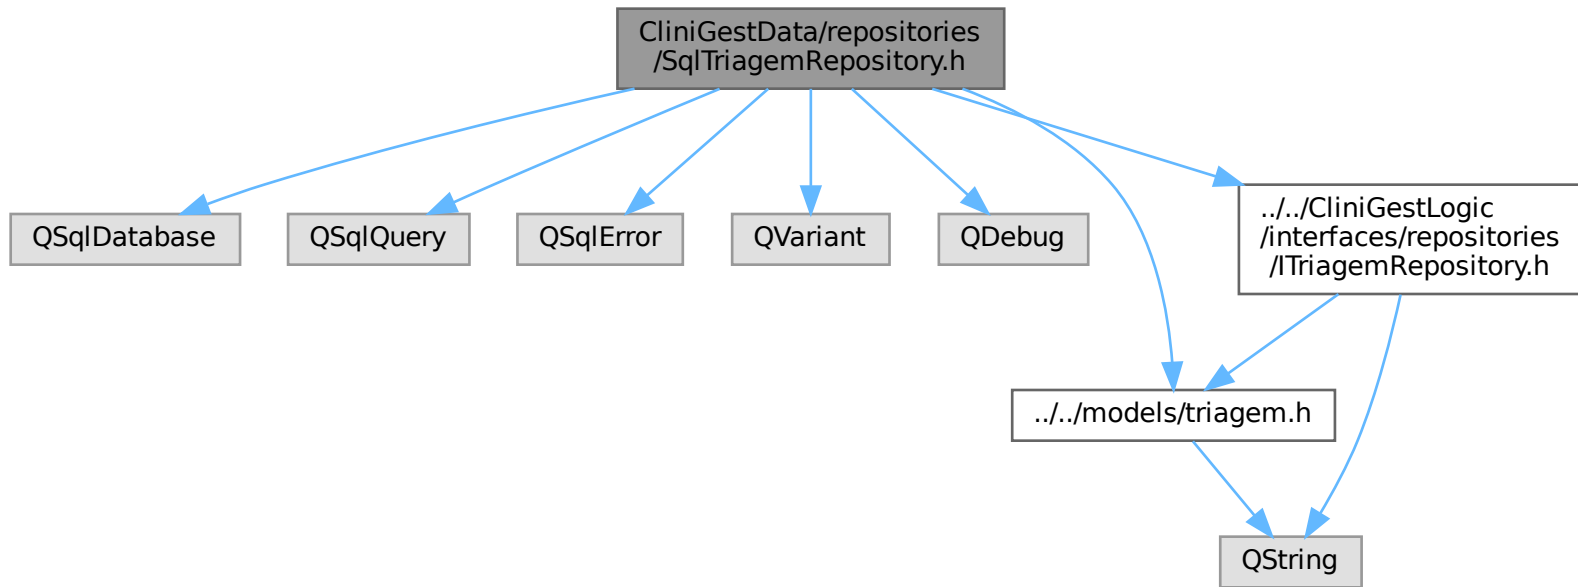 CliniGestData/repositories
/SqlTriagemRepository.h
QSqlDatabase
QSqlQuery
QSqlError
QVariant
QDebug
../../CliniGestLogic
/interfaces/repositories
/ITriagemRepository.h
../../models/triagem.h
QString